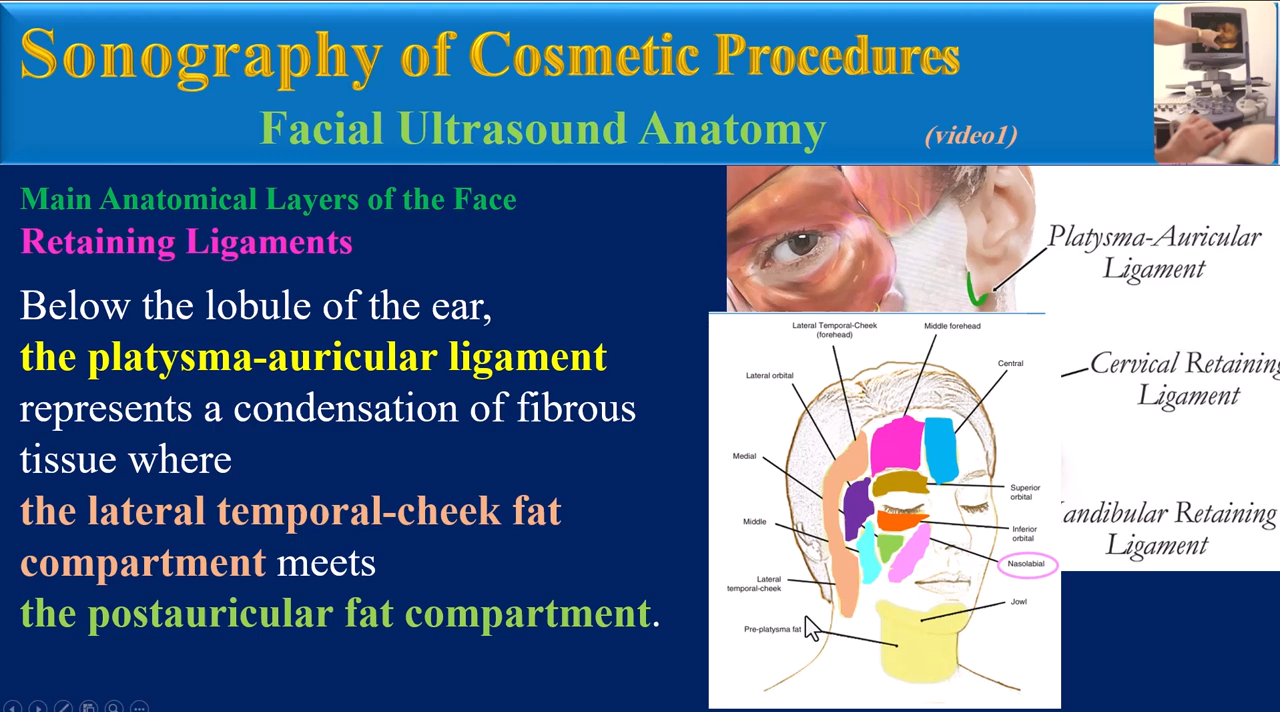 Sonography of Cosmetic Procedures
Facial Ultrasound Anatomy
(video1)
Main Anatomical Layers of the Face
Retaining Ligaments
Below the lobule of the ear,
the platysma-auricular ligament
represents a condensation of fibrous
tissue where
the lateral temporal-cheek fat
compartment meets
the postauricular fat compartment.
Platysma-Auricular
Ligament
Cervical Retaining
Ligament
andibular Retaining
Ligament
Lateral Temporal-Cheek
(forehead)
Middle forehead
Central
Lateral orbital
Medial
Superior
orbital
Middle
Inferior
orbital
Nasolabial
Lateral
temporal-cheek
Jowl
Pre-platysma fat